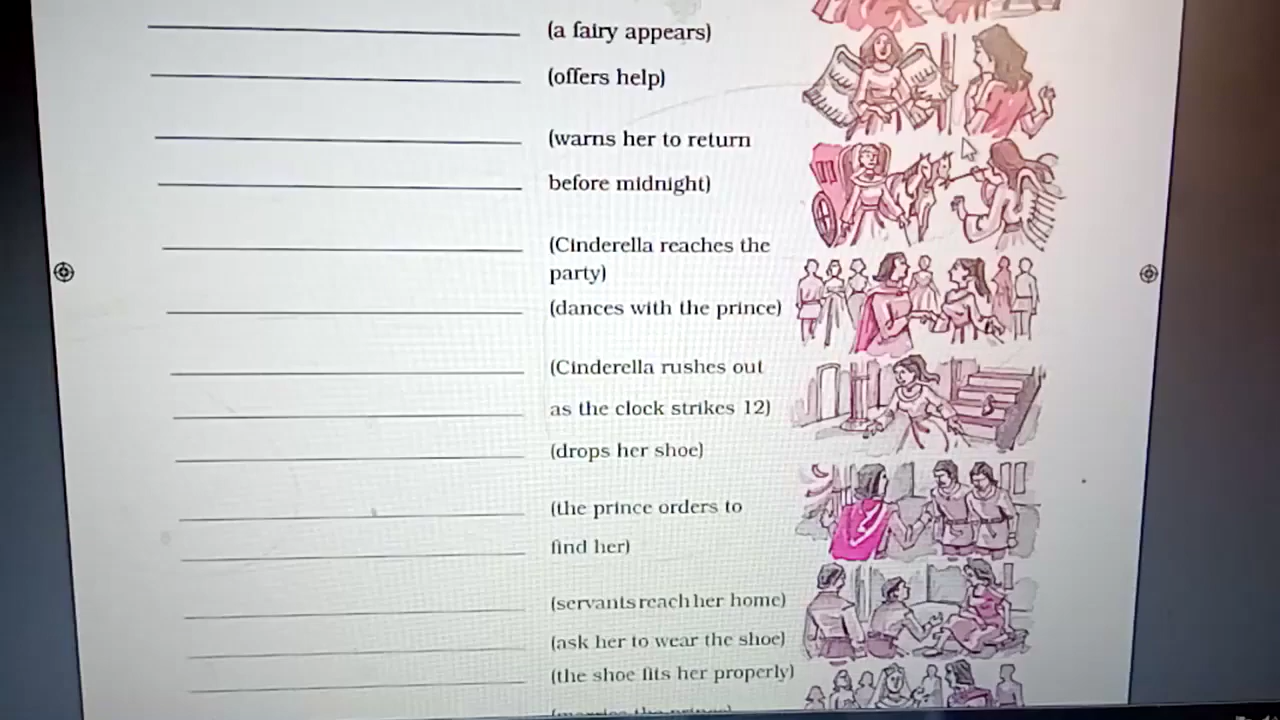 (a fairy appears)
(offers help)
(warns her to return
before midnight)
(Cinderella reaches the
party)
(dances with the prince)
(Cinderella rushes out
as the clock strikes 12)
(drops her shoe)
(the prince orders to
find her)
(servants reach her home)
(ask her to wear the shoe)
(the shoe fits her properly)